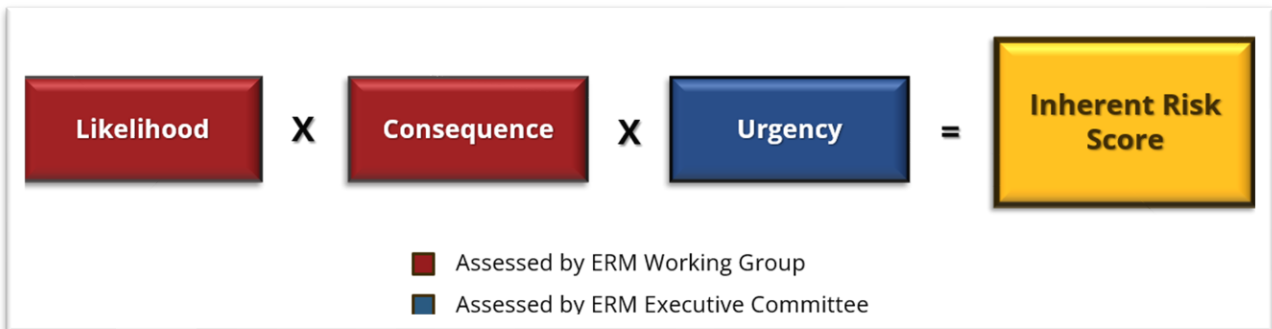 Likelihood X Consequence X Urgency = Inherent Risk
Score
Assessed by ERM Working Group
Assessed by ERM Executive Committee